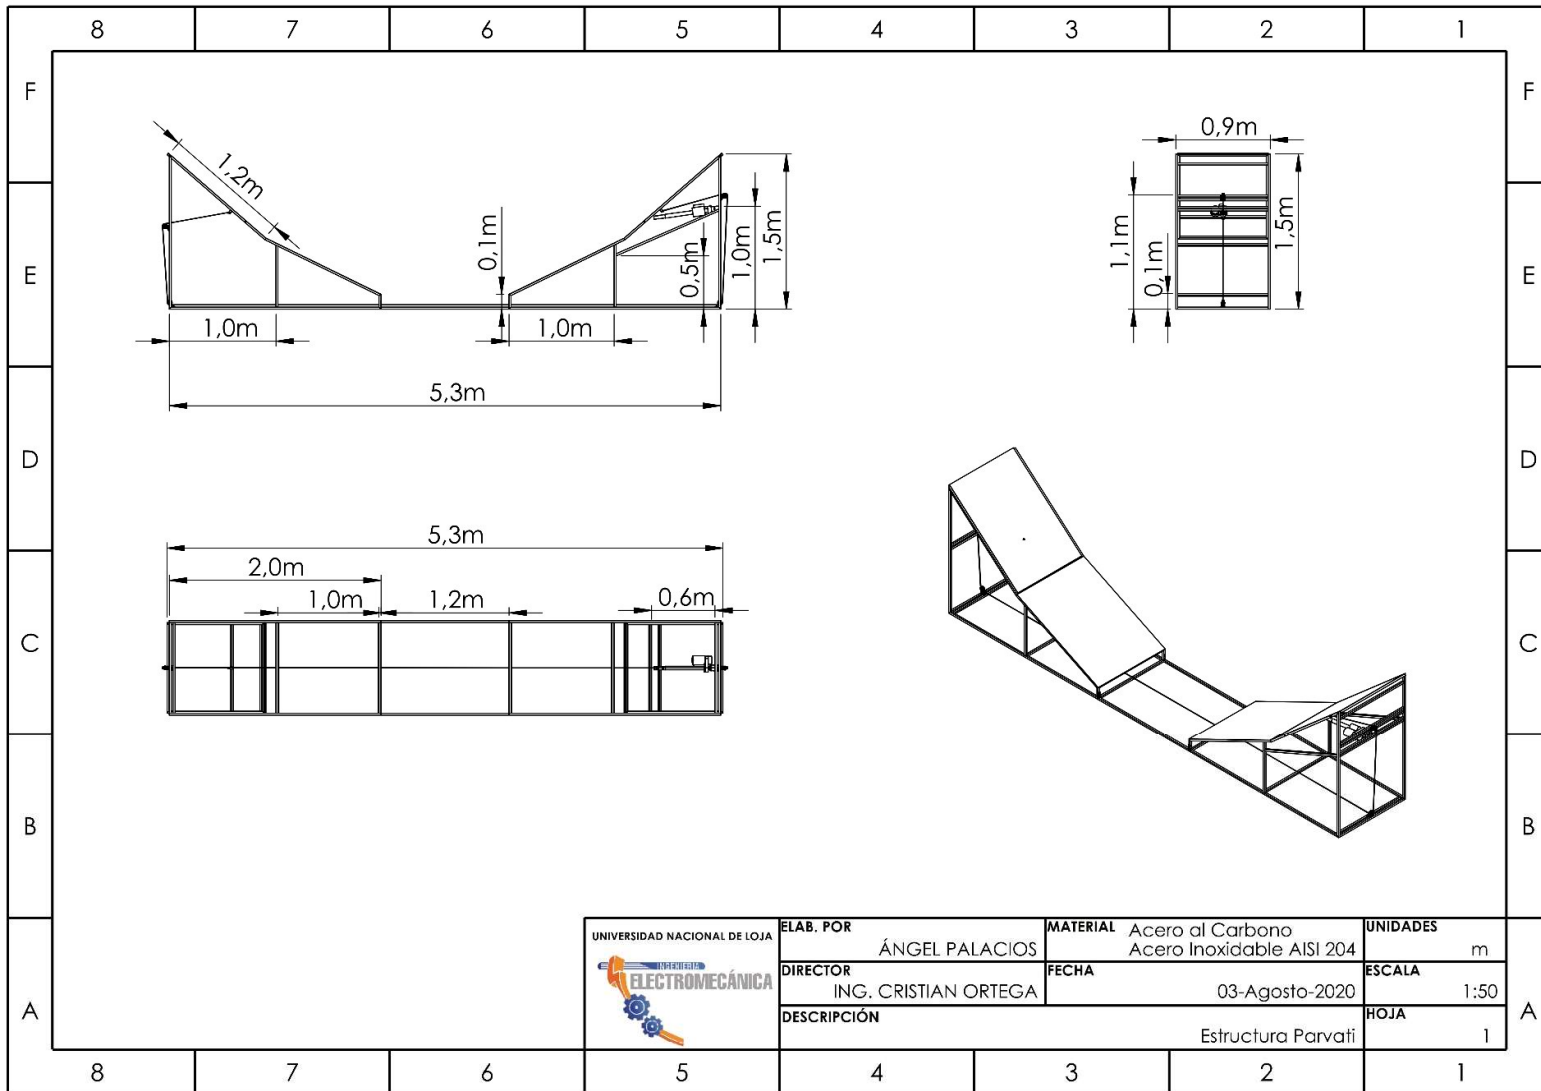 8 7 6 5 4 3 2 1
F F
E E
D D
C C
B B
A A
1,2m
0,1m
0,5m
1,0m
1,5m
1,0m 1,0m
5,3m
0,9m
1,1m
0,1m
1,5m
5,3m
2,0m
1,0m 1,2m 0,6m
UNIVERSIDAD NACIONAL DE LOJA
INGENIERIA
ELECTROMECÁNICA
ELAB. POR
ÁNGEL PALACIOS
MATERIAL Acero al Carbono
Acero Inoxidable AISI 204
UNIDADES
m
DIRECTOR
ING. CRISTIAN ORTEGA
FECHA
03-Agosto-2020
ESCALA
1:50
DESCRIPCIÓN
Estructura Parvati
HOJA
1
8 7 6 5 4 3 2 1